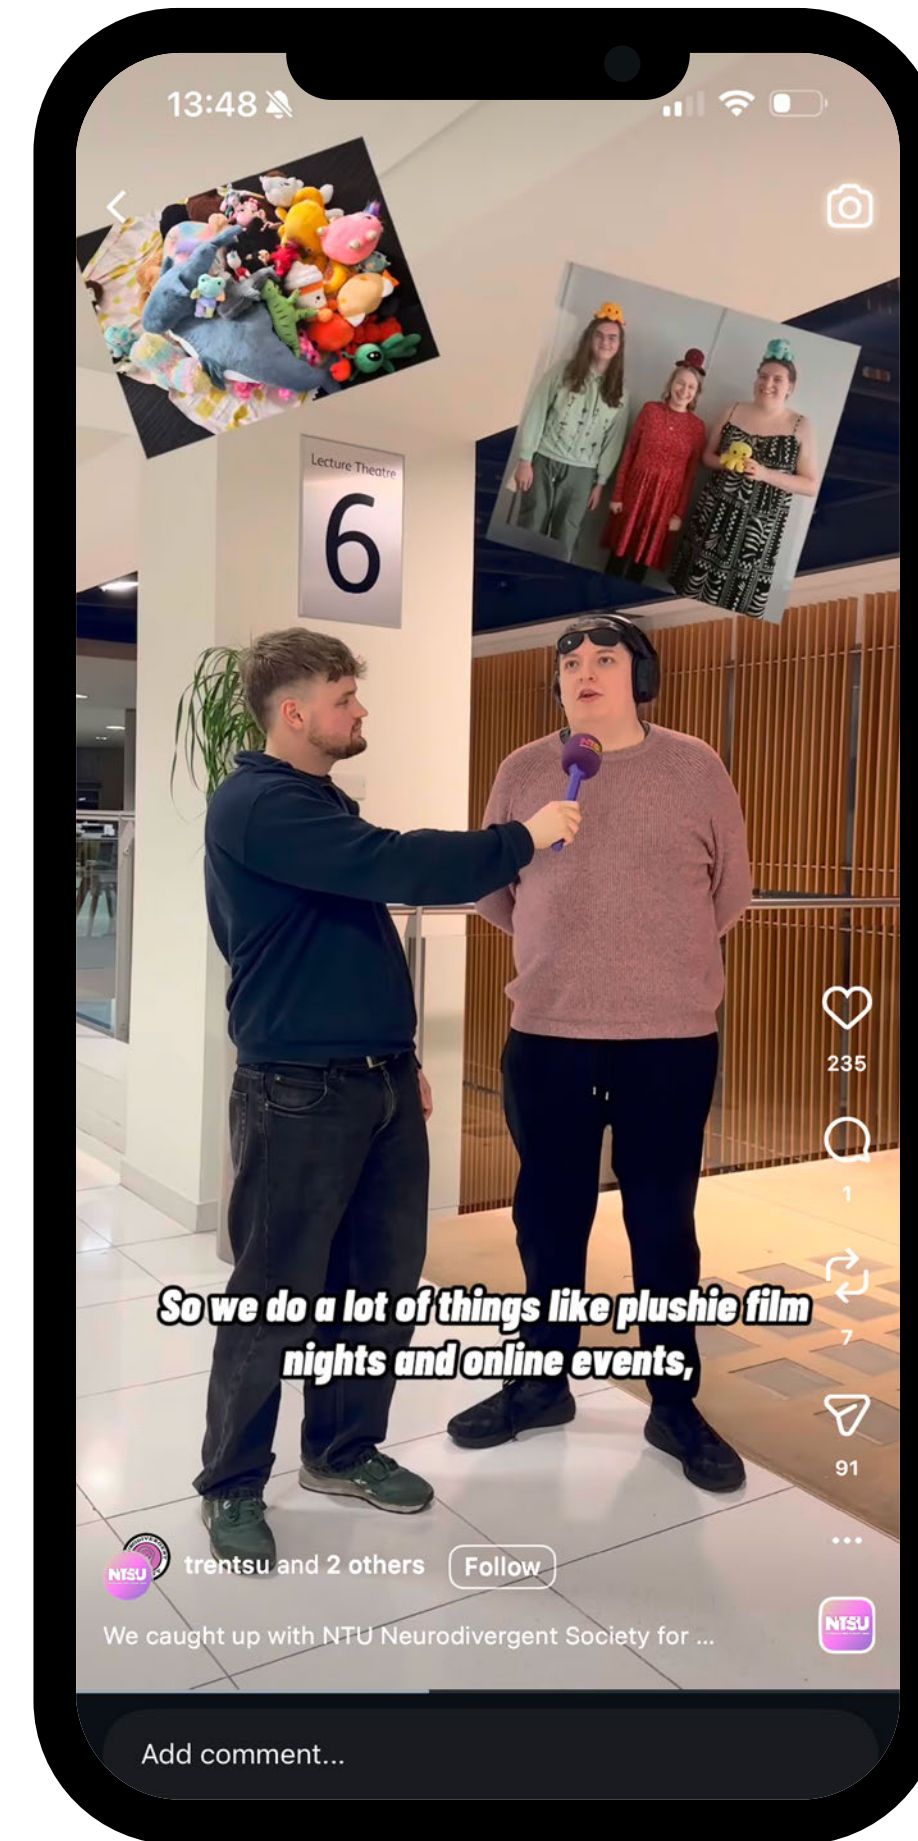 13:48
Lecture Theatre
6
So we do a lot of things like plushie film
nights and online events,
235
1
7
91
NTSU
trentsu and 2 others
Follow
We caught up with NTU Neurodivergent Society for ...
NTSU
Add comment...